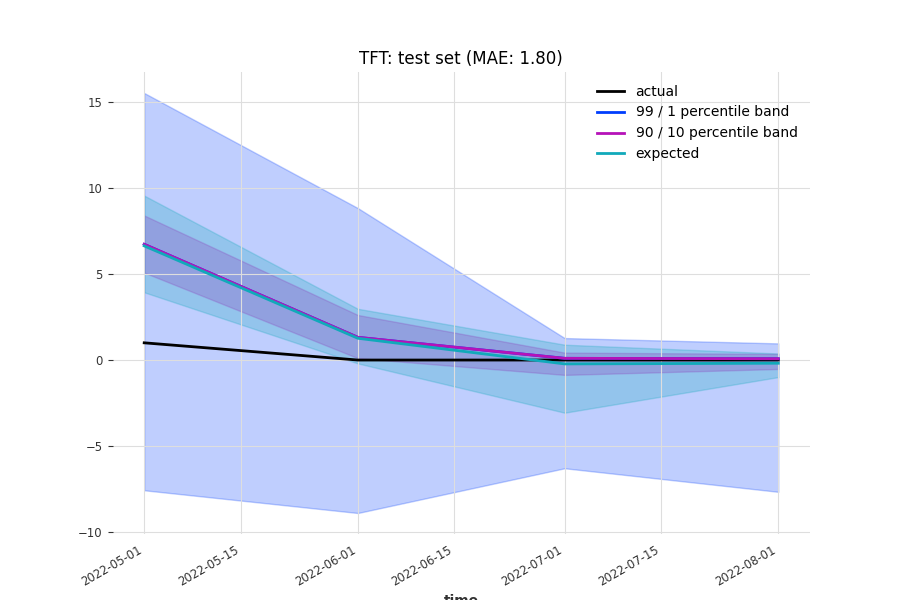 TFT: test set (MAE: 1.80)
actual
99 / 1 percentile band
90 / 10 percentile band
expected
15
10
5
0
−5
−10
2022-05-01
2022-05-15
2022-06-01
2022-06-15
2022-07-01
2022-07-15
2022-08-01
time